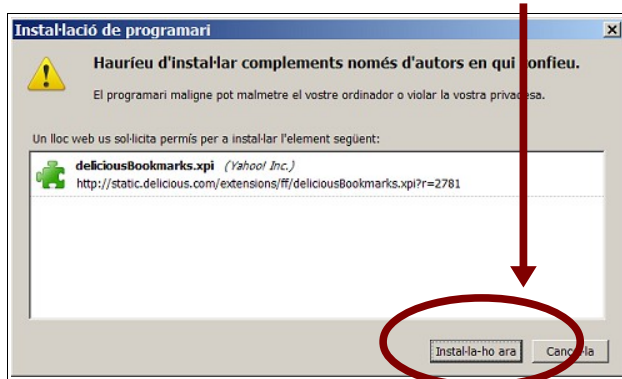 Instal·lació de programari
Hauríeu d'instal·lar complements només d'autors en qui confieu.
El programari maligne pot malmetre el vostre ordinador o violar la vostra privadesa.
Un lloc web us sol·licita permís per a instal·lar l'element següent:
deliciousBookmarks.xpi (Yahoo! Inc.)
http://static.delicious.com/extensions/ff/deliciousBookmarks.xpi?r=2781
Instal·la-ho ara Cancel·la